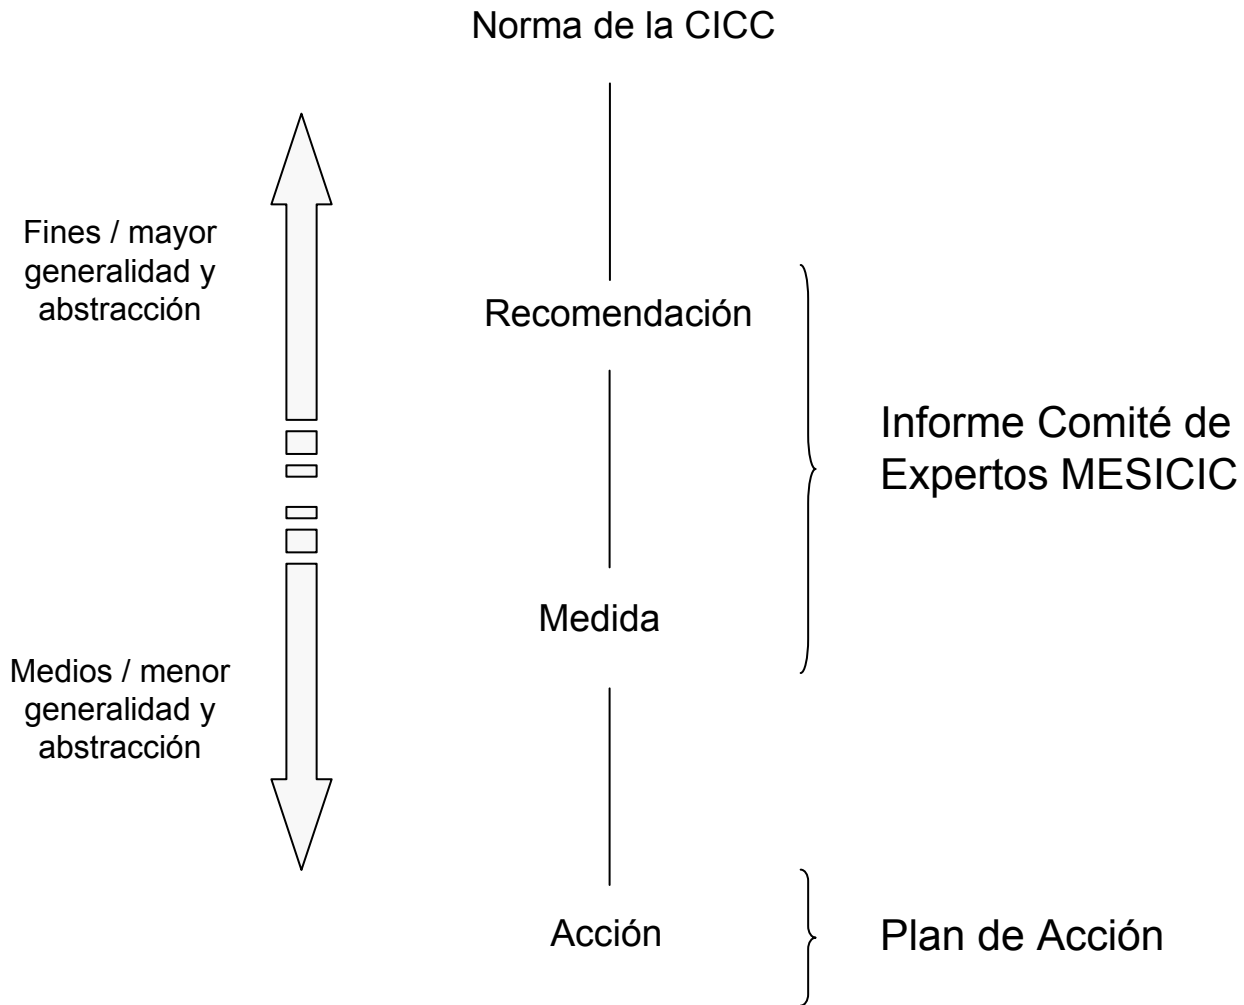 Norma de la CICC
Fines / mayor
generalidad y
abstracción
Recomendación
Informe Comité de
Expertos MESICIC
Medida
Medios / menor
generalidad y
abstracción
Acción
Plan de Acción